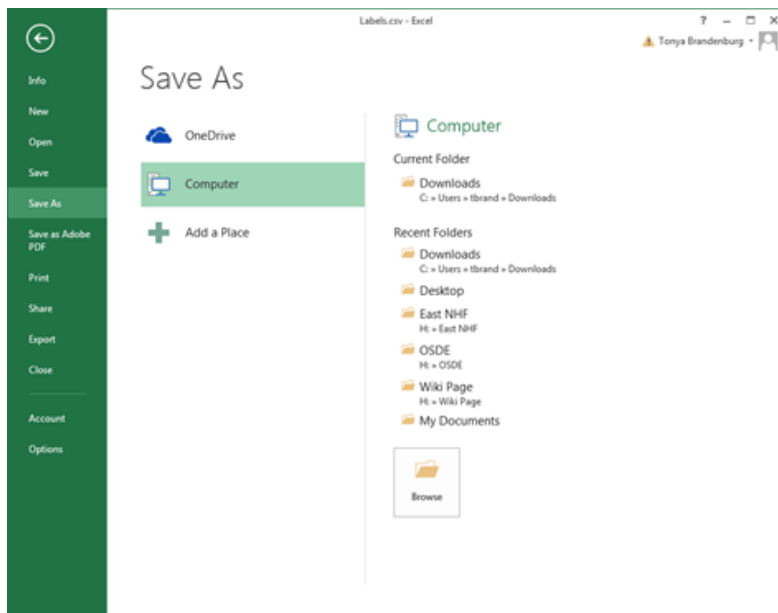 Labels.csv - Excel
?
Tonya Brandenburg
Info
New
Open
Save
Save As
Save as Adobe
PDF
Print
Share
Export
Close
Account
Options
Save As
OneDrive
Computer
Add a Place
Computer
Current Folder
Downloads
C: » Users » tbrand » Downloads
Recent Folders
Downloads
C: » Users » tbrand » Downloads
Desktop
East NHF
H: » East NHF
OSDE
H: » OSDE
Wiki Page
H: » Wiki Page
My Documents
Browse